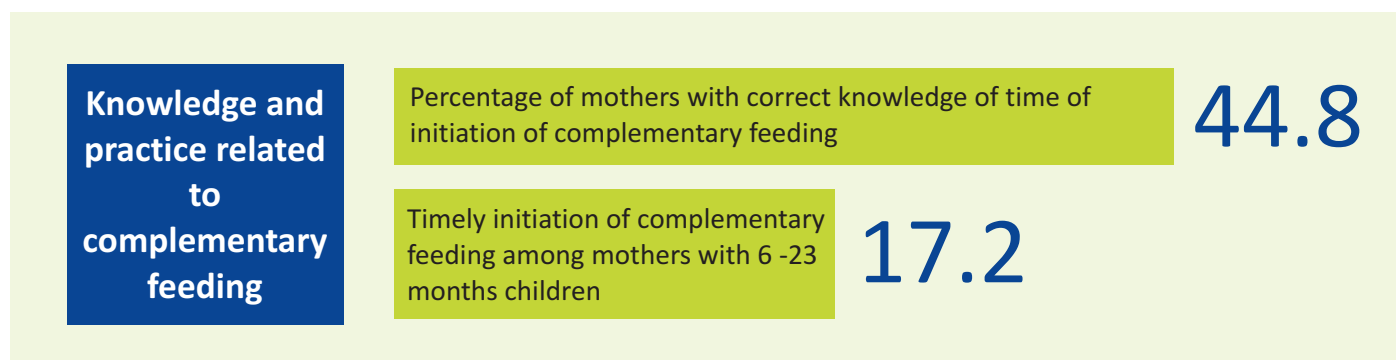 Knowledge and
practice related
to
complementary
feeding
Percentage of mothers with correct knowledge of time of
initiation of complementary feeding
44.8
Timely initiation of complementary
feeding among mothers with 6 -23
months children
17.2